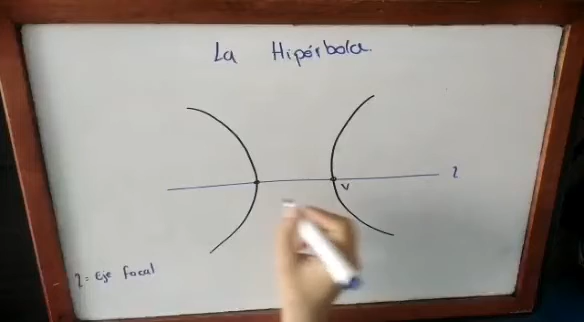 La Hipérbola.
l
V
l = Eje focal